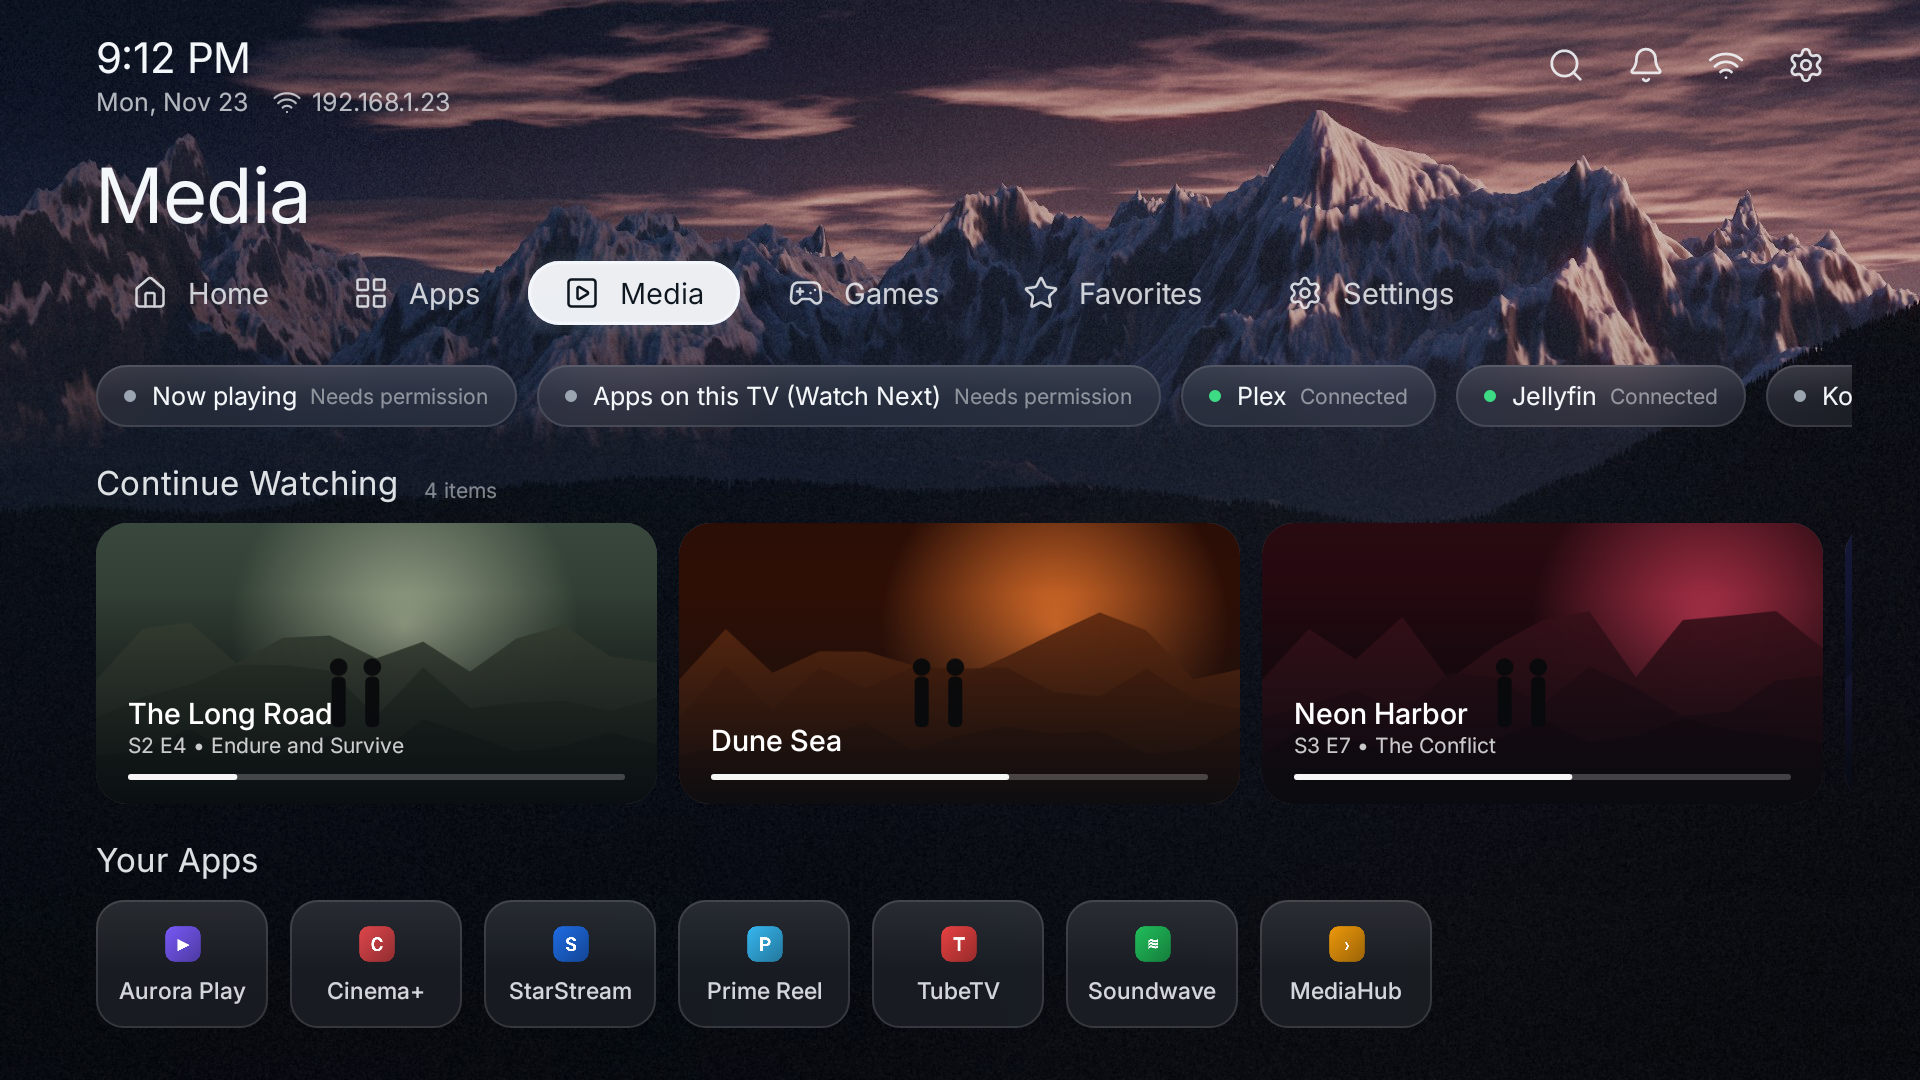 9:12 PM
Mon, Nov 23 192.168.1.23
Media
Home Apps Media Games Favorites Settings
Now playing Needs permission Apps on this TV (Watch Next) Needs permission Plex Connected Jellyfin Connected Ko
Continue Watching 4 items
The Long Road
S2 E4 • Endure and Survive
Dune Sea
Neon Harbor
S3 E7 • The Conflict
Your Apps
C S P T
Aurora Play Cinema+ StarStream Prime Reel TubeTV Soundwave MediaHub